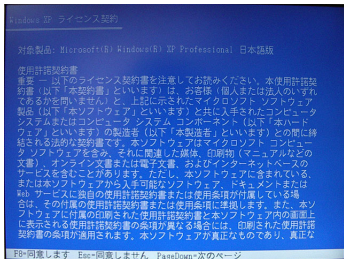 Windows XP ライセンス契約
対象製品: Microsoft(R) Windows(R) XP Professional 日本語版
使用許諾契約書
重要 ー 以下のライセンス契約書を注意してお読みください。本使用許諾契
約書（以下「本契約書」といいます）は、お客様（個人または法人のいずれ
であるかを問いません）と、上記に示されたマイクロソフト ソフトウェア
製品（以下「本ソフトウェア」といいます）と共に入手されたコンピュータ
システムまたはコンピュータ システム コンポーネント（以下「本ハード
ウェア」といいます）の製造者（以下「本製造者」といいます）との間に締
結される法的な契約書です。本ソフトウェアはマイクロソフト コンピュー
タ ソフトウェアを含み、それに関連した媒体、印刷物（マニュアルなどの
文書）、オンライン文書または電子文書、およびインターネットベースの
サービスを含むことがあります。ただし、本ソフトウェアに含まれている、
または本ソフトウェアから入手可能なソフトウェア、ドキュメントまたは
Web サービスに独自の使用許諾契約書または使用条項が付属している場
合は、その付属の使用許諾契約書または使用条項に準拠します。また、本ソ
フトウェアに付属の印刷された使用許諾契約書と本ソフトウェア内の画面上
に表示される使用許諾契約書の条項が異なる場合には、印刷された使用許諾
契約書の条項が適用されます。本ソフトウェアが真正なものであり、真正な
F8=同意します Esc=同意しません PageDown=次のページ